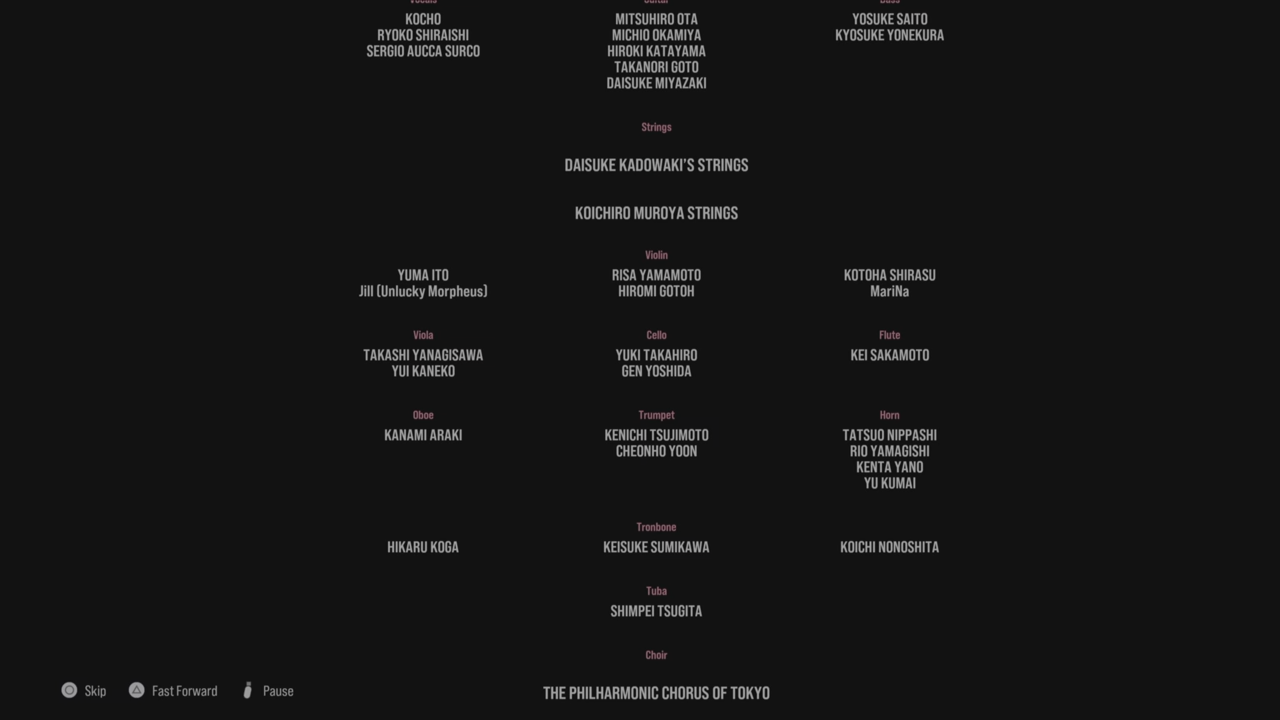 Vocals
Guitar
Bass
KOCHO
MITSUHIRO OTA
YOSUKE SAITO
RYOKO SHIRAISHI
MICHIO OKAMIYA
KYOSUKE YONEKURA
SERGIO AUCCA SURCO
HIROKI KATAYAMA
TAKANORI GOTO
DAISUKE MIYAZAKI
Strings
DAISUKE KADOWAKI'S STRINGS
KOICHIRO MUROYA STRINGS
Violin
YUMA ITO
RISA YAMAMOTO
KOTOHA SHIRASU
Jill (Unlucky Morpheus)
HIROMI GOTOH
MariNa
Viola
Cello
Flute
TAKASHI YANAGISAWA
YUKI TAKAHIRO
KEI SAKAMOTO
YUI KANEKO
GEN YOSHIDA
Oboe
Trumpet
Horn
KANAMI ARAKI
KENICHI TSUJIMOTO
TATSUO NIPPASHI
CHEONHO YOON
RIO YAMAGISHI
KENTA YANO
YU KUMAI
Tronbone
HIKARU KOGA
KEISUKE SUMIKAWA
KOICHI NONOSHITA
Tuba
SHIMPEI TSUGITA
Choir
THE PHILHARMONIC CHORUS OF TOKYO
Skip
Fast Forward
Pause